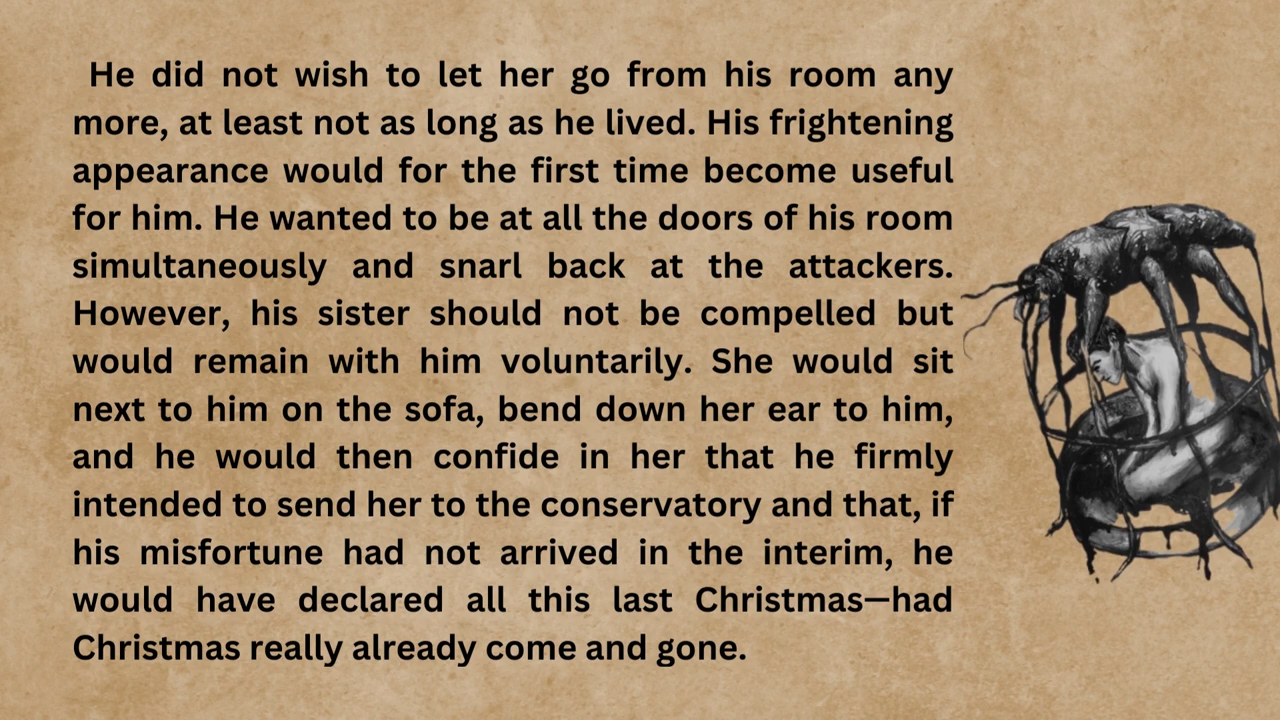 He did not wish to let her go from his room any
more, at least not as long as he lived. His frightening
appearance would for the first time become useful
for him. He wanted to be at all the doors of his room
simultaneously and snarl back at the attackers.
However, his sister should not be compelled but
would remain with him voluntarily. She would sit
next to him on the sofa, bend down her ear to him,
and he would then confide in her that he firmly
intended to send her to the conservatory and that, if
his misfortune had not arrived in the interim, he
would have declared all this last Christmas—had
Christmas really already come and gone.